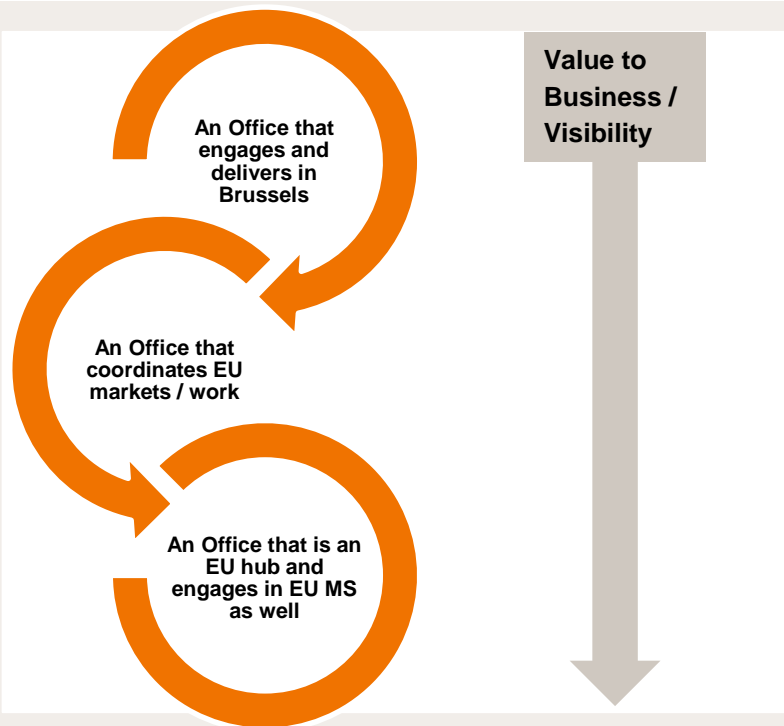 An Office that
engages and
delivers in
Brussels
Value to
Business /
Visibility
An Office that
coordinates EU
markets / work
An Office that is an
EU hub and
engages in EU MS
as well